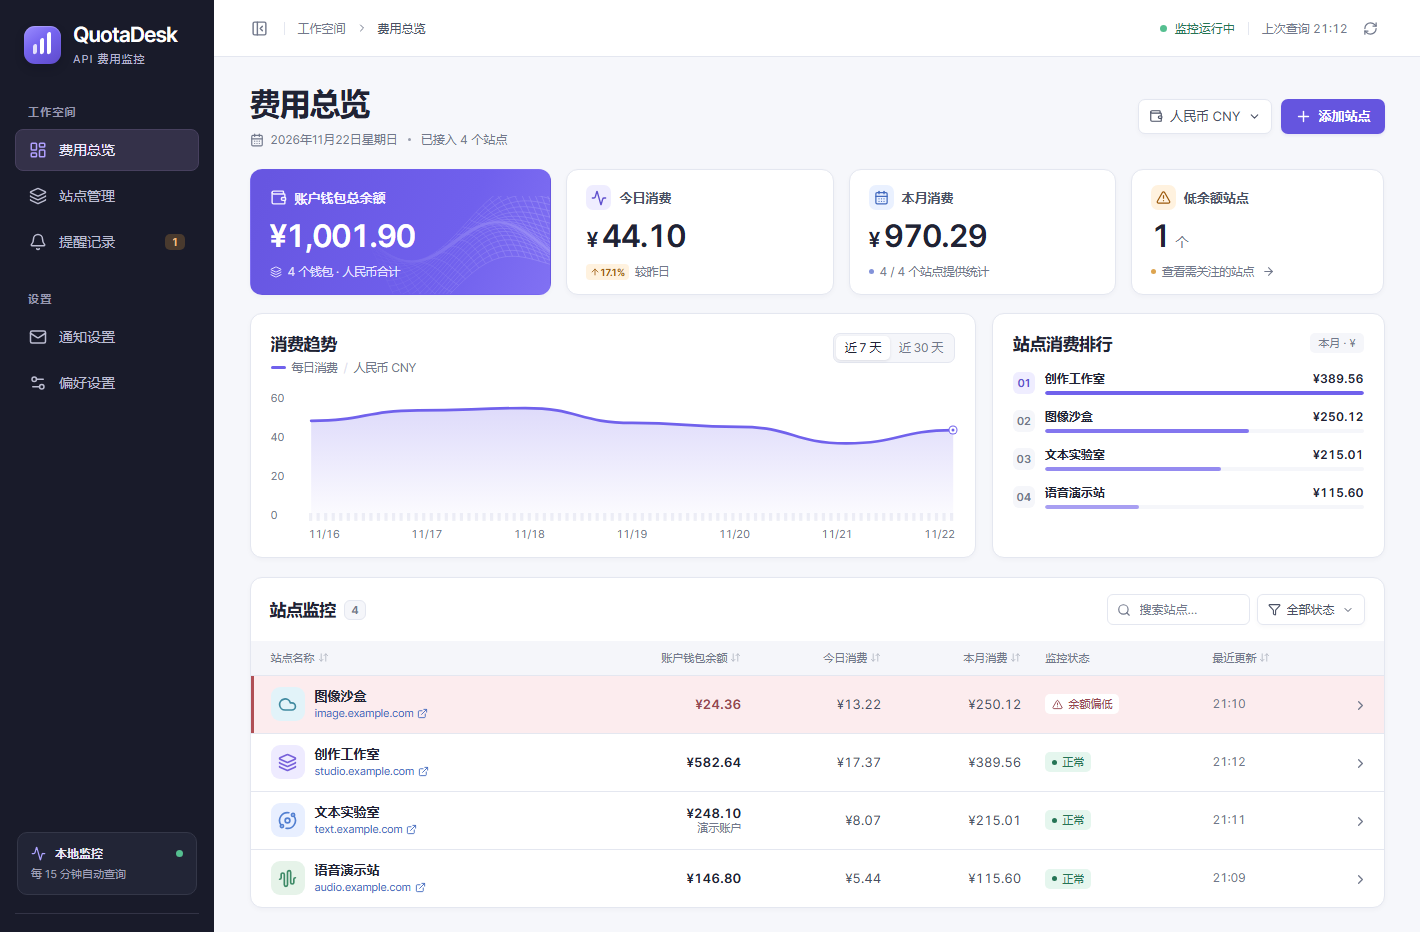 QuotaDesk
API 费用监控
工作空间
费用总览
站点管理
提醒记录 1
设置
通知设置
偏好设置
本地监控
每 15 分钟自动查询
工作空间 费用总览
监控运行中 上次查询 21:12
费用总览
2026年11月22日星期日 • 已接入 4 个站点
人民币 CNY
添加站点
账户钱包总余额
¥1,001.90
4 个钱包 · 人民币合计
今日消费
¥ 44.10
↑17.1% 较昨日
本月消费
¥ 970.29
4 / 4 个站点提供统计
低余额站点
1 个
查看需关注的站点 →
消费趋势
每日消费 / 人民币 CNY
近 7 天 近 30 天
60
40
20
0
11/16 11/17 11/18 11/19 11/20 11/21 11/22
站点消费排行
本月 · ¥
01 创作工作室 ¥389.56
02 图像沙盒 ¥250.12
03 文本实验室 ¥215.01
04 语音演示站 ¥115.60
站点监控 4
搜索站点...
全部状态
站点名称 账户钱包余额 今日消费 本月消费 监控状态 最近更新
图像沙盒
image.example.com
¥24.36 ¥13.22 ¥250.12 余额偏低 21:10
创作工作室
studio.example.com
¥582.64 ¥17.37 ¥389.56 正常 21:12
文本实验室
text.example.com
¥248.10
演示账户
¥8.07 ¥215.01 正常 21:11
语音演示站
audio.example.com
¥146.80 ¥5.44 ¥115.60 正常 21:09